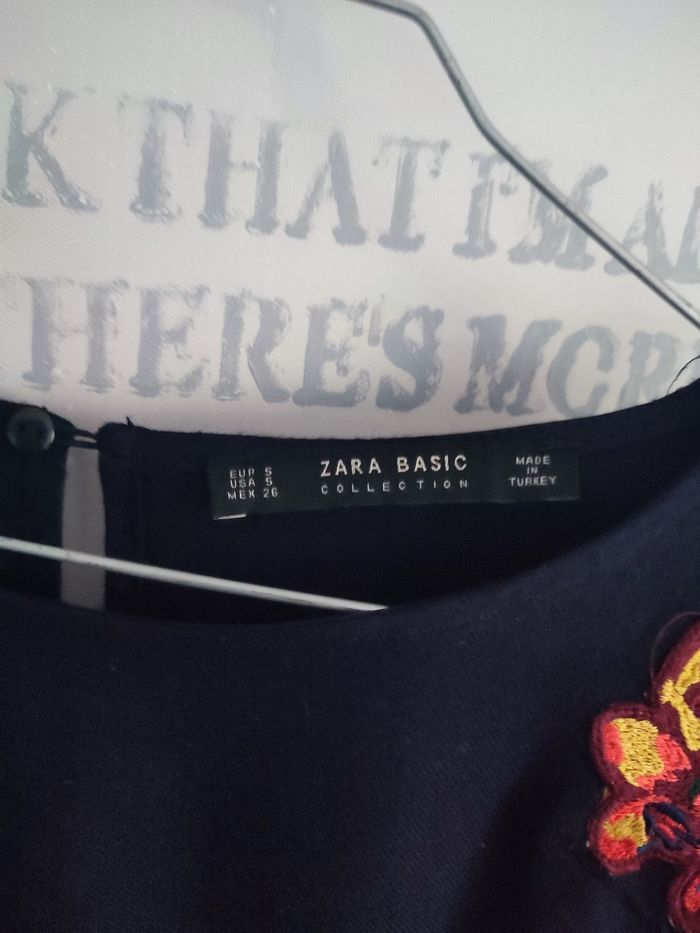 K THAT I'M
HERE'S MOR
EUR S
USA S
MEX 26
ZARA BASIC
COLLECTION
MADE
IN
TURKEY